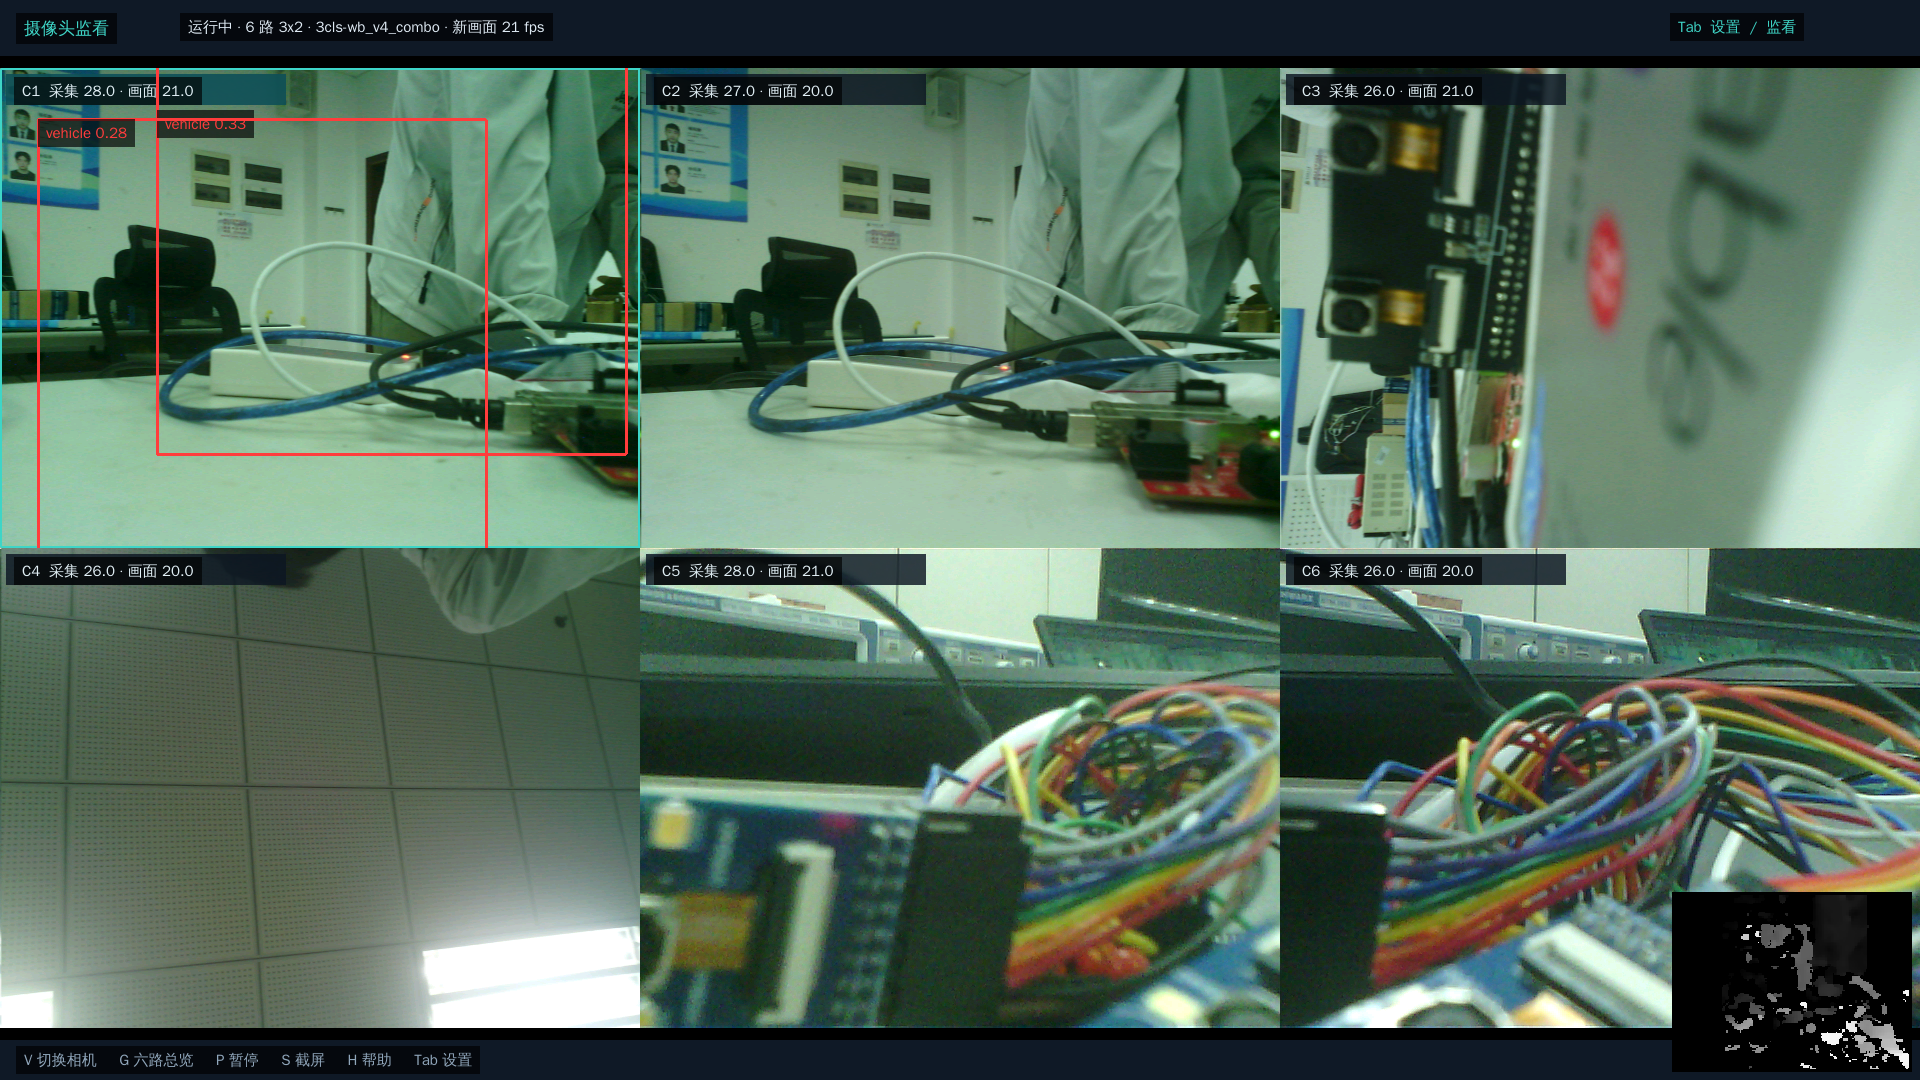 摄像头监看
运行中 · 6 路 3x2 · 3cls-wb_v4_combo · 新画面 21 fps
Tab 设置 / 监看
C1 采集 28.0 · 画面 21.0
C2 采集 27.0 · 画面 20.0
C3 采集 26.0 · 画面 21.0
vehicle 0.28
vehicle 0.33
C4 采集 26.0 · 画面 20.0
C5 采集 28.0 · 画面 21.0
C6 采集 26.0 · 画面 20.0
V 切换相机 G 六路总览 P 暂停 S 截屏 H 帮助 Tab 设置